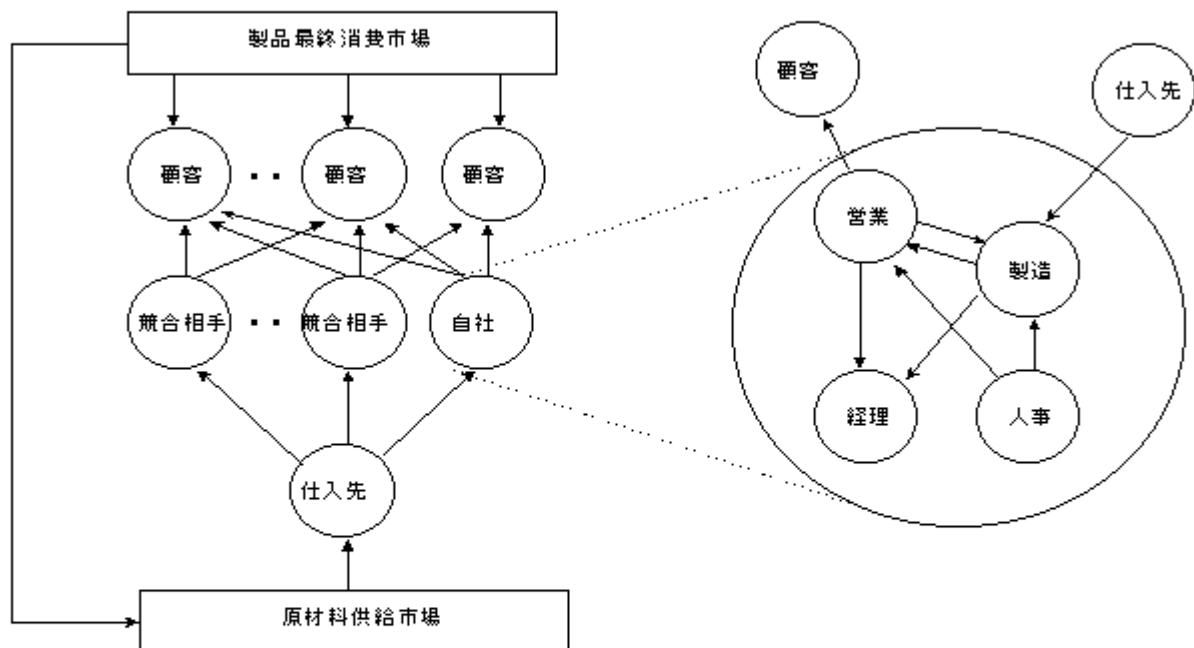 製品最終消費市場
顧客
仕入先
顧客
顧客
顧客
営業
製造
競合相手
競合相手
自社
経理
人事
仕入先
原材料供給市場